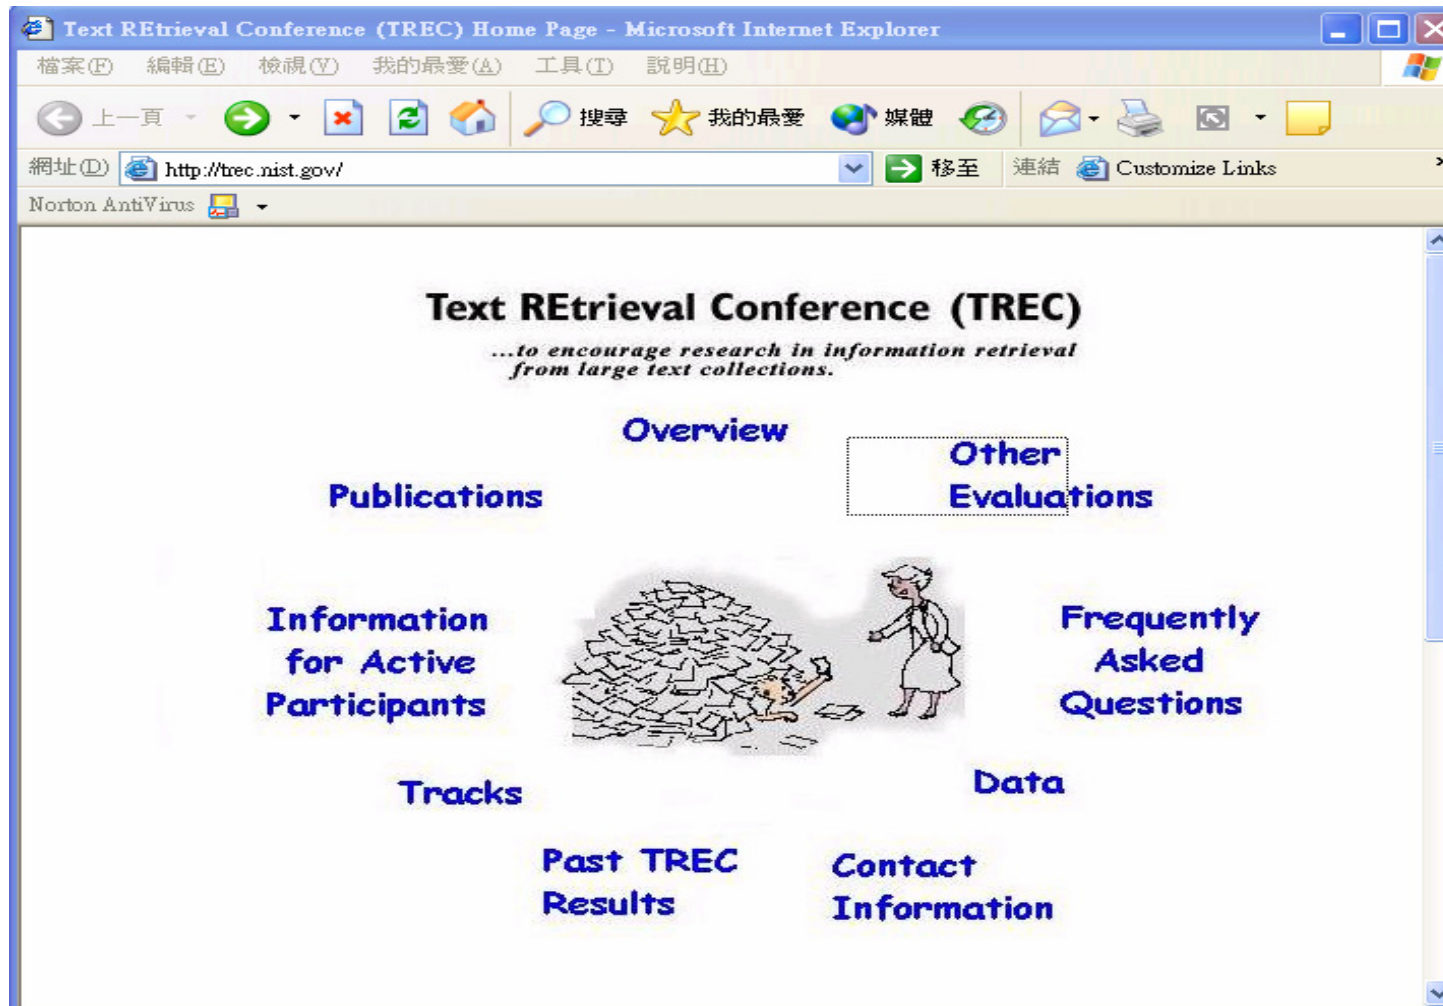 Text REtrieval Conference (TREC) Home Page - Microsoft Internet Explorer
檔案(F) 編輯(E) 檢視(V) 我的最愛(A) 工具(T) 說明(H)
上一頁 搜尋 我的最愛 媒體
網址(D) http://trec.nist.gov/ 移至 連結 Customize Links »
Norton AntiVirus
Text REtrieval Conference (TREC)
...to encourage research in information retrieval
from large text collections.
Overview
Other
Evaluations
Publications
Information
for Active
Participants
Frequently
Asked
Questions
Tracks
Data
Past TREC
Results
Contact
Information